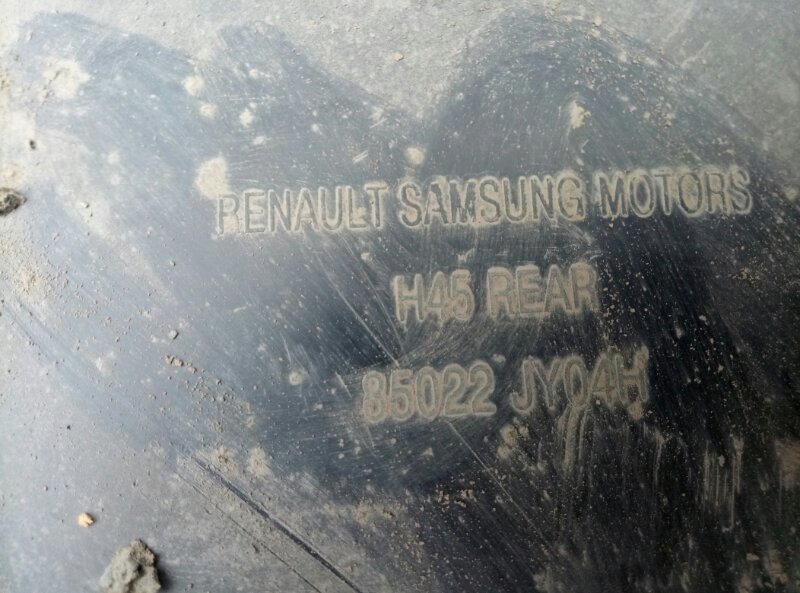 RENAULT SAMSUNG MOTORS
H45 REAR
85022 JY04H